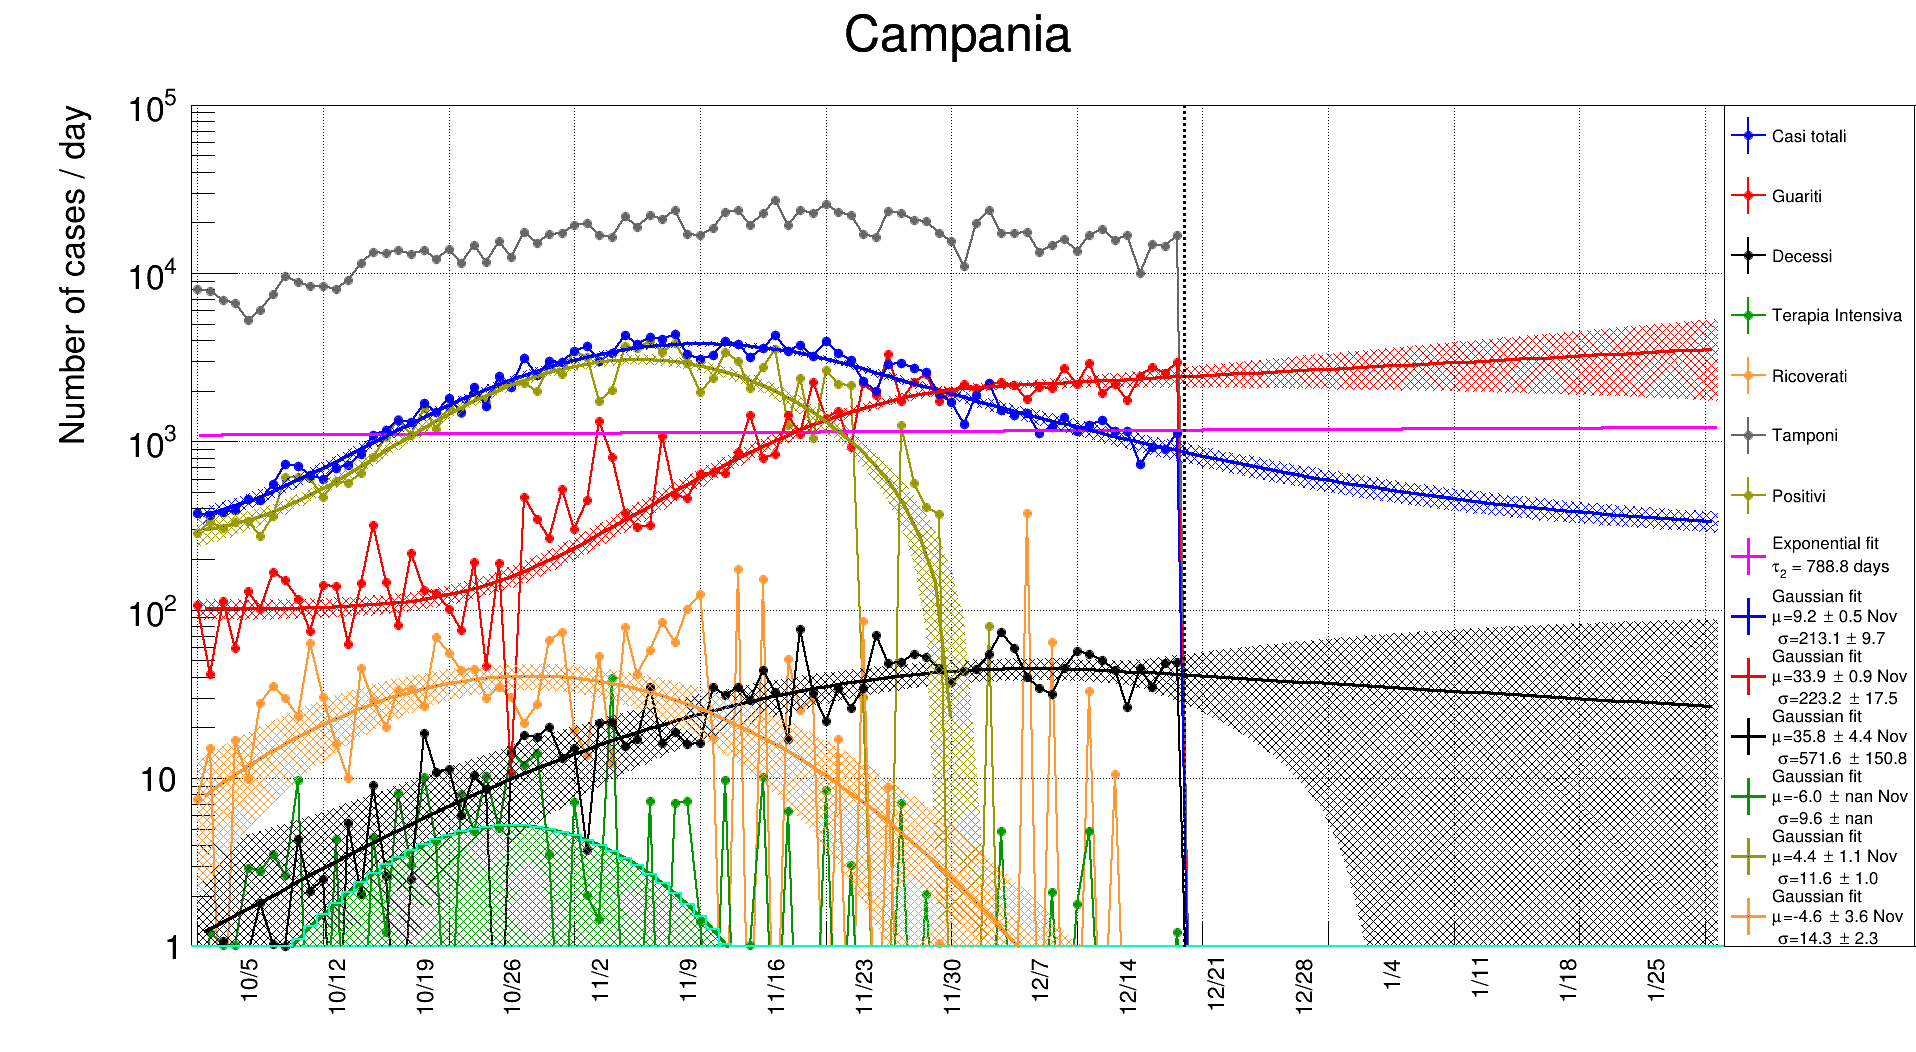 Campania
Number of cases / day
10^5
10^4
10^3
10^2
10
1
10/5
10/12
10/19
10/26
11/2
11/9
11/16
11/23
11/30
12/7
12/14
12/21
12/28
1/4
1/11
1/18
1/25
Casi totali
Guariti
Decessi
Terapia Intensiva
Ricoverati
Tamponi
Positivi
Exponential fit
τ₂ = 788.8 days
Gaussian fit
μ=9.2 ± 0.5 Nov
σ=213.1 ± 9.7
Gaussian fit
μ=33.9 ± 0.9 Nov
σ=223.2 ± 17.5
Gaussian fit
μ=35.8 ± 4.4 Nov
σ=571.6 ± 150.8
Gaussian fit
μ=-6.0 ± nan Nov
σ=9.6 ± nan
Gaussian fit
μ=4.4 ± 1.1 Nov
σ=11.6 ± 1.0
Gaussian fit
μ=-4.6 ± 3.6 Nov
σ=14.3 ± 2.3